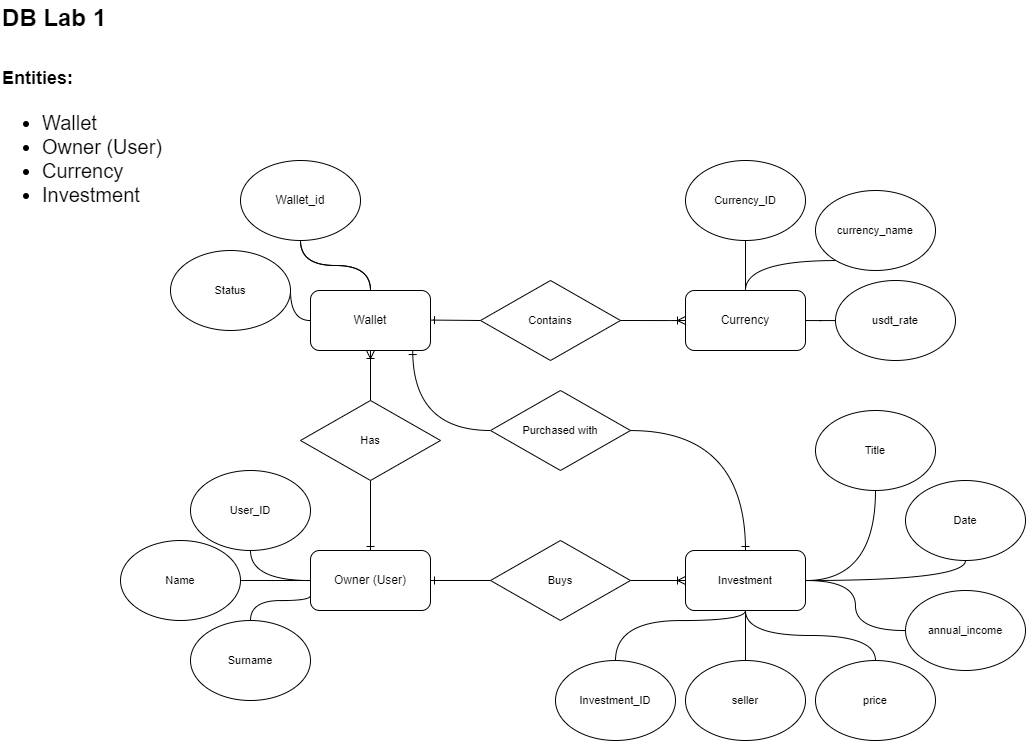 DB Lab 1
Entities:
Wallet
Owner (User)
Currency
Investment
Wallet_id
Currency_ID
currency_name
Status
Wallet
Contains
Currency
usdt_rate
Has
Purchased with
Title
User_ID
Date
Name
Owner (User)
Buys
Investment
annual_income
Surname
Investment_ID
seller
price